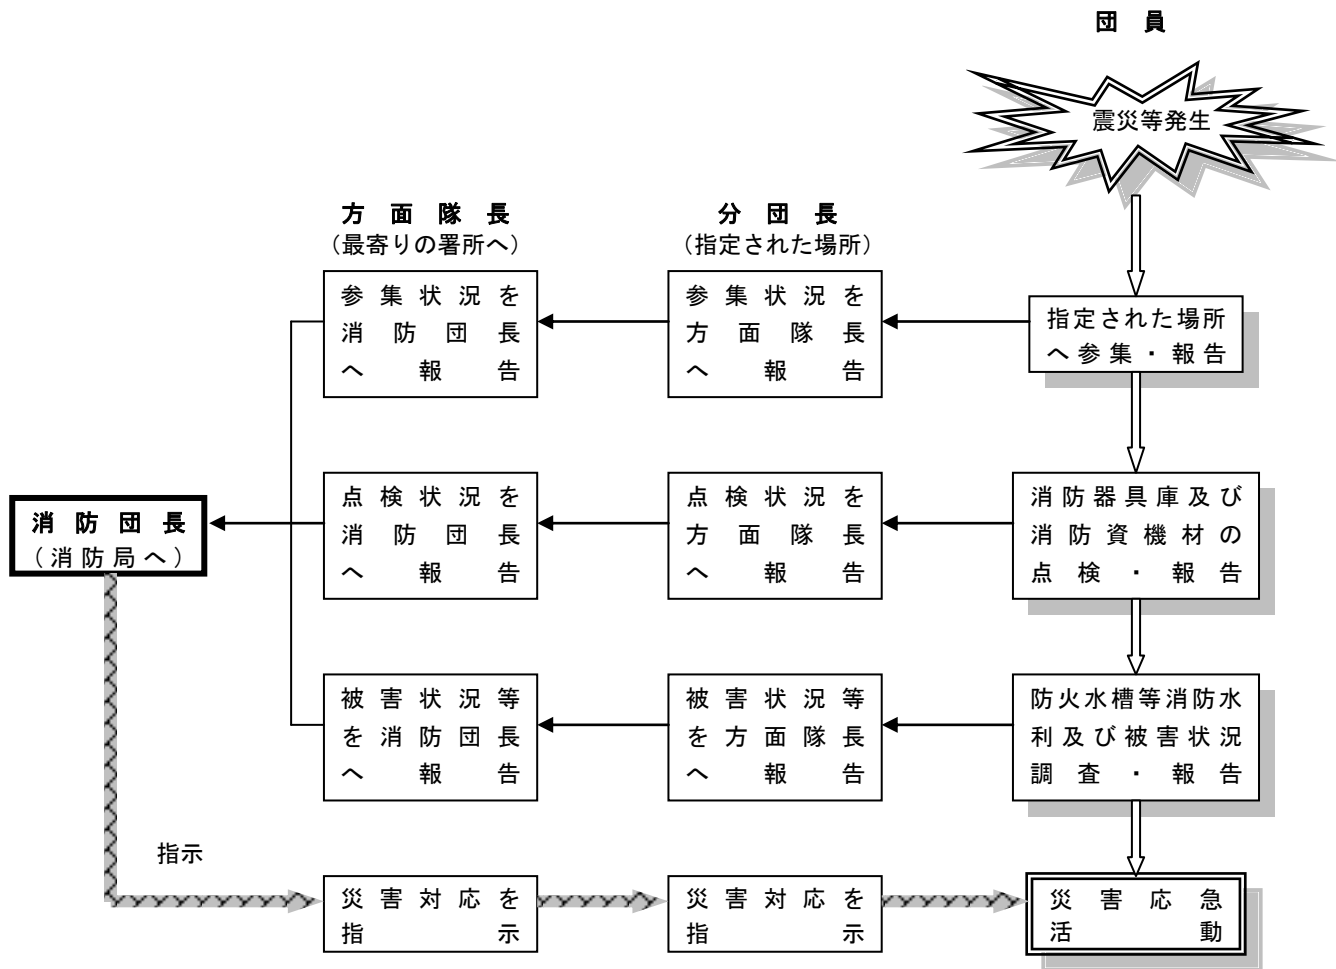 団員
震災等発生
方面隊長
(最寄りの署所へ)
分団長
(指定された場所)
参集状況を
消防団長
へ報告
参集状況を
方面隊長
へ報告
指定された場所
へ参集・報告
消防団長
(消防局へ)
点検状況を
消防団長
へ報告
点検状況を
方面隊長
へ報告
消防器具庫及び
消防資機材の
点検・報告
被害状況等
を消防団長
へ報告
被害状況等
を方面隊長
へ報告
防火水槽等消防水
利及び被害状況
調査・報告
指示
災害対応を
指示
災害対応を
指示
災害応急
活動